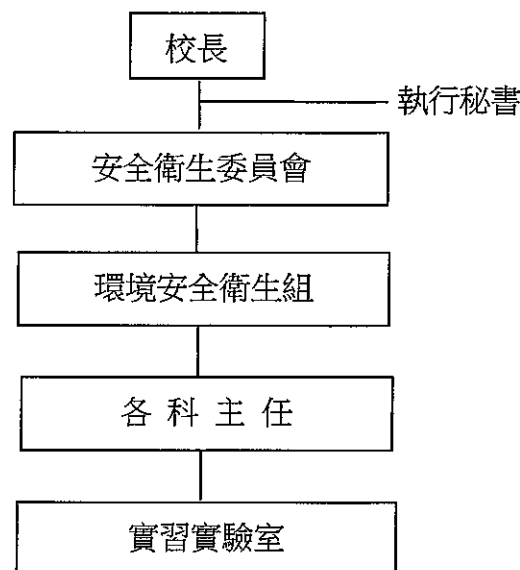 校長
執行秘書
安全衛生委員會
環境安全衛生組
各科主任
實習實驗室